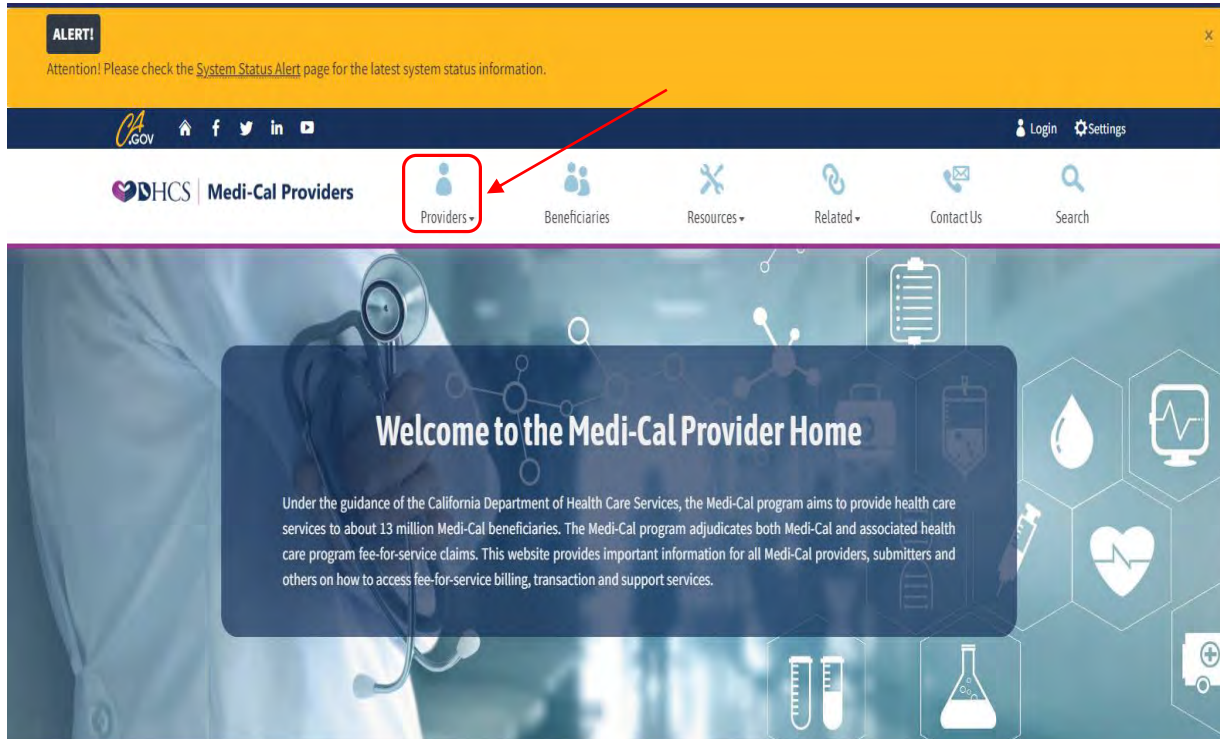 ALERT!
x
Attention! Please check the System Status Alert page for the latest system status information.
CA
.GOV
f
in
Login
Settings
DHCS | Medi-Cal Providers
Providers
Beneficiaries
Resources
Related
Contact Us
Search
Welcome to the Medi-Cal Provider Home
Under the guidance of the California Department of Health Care Services, the Medi-Cal program aims to provide health care
services to about 13 million Medi-Cal beneficiaries. The Medi-Cal program adjudicates both Medi-Cal and associated health
care program fee-for-service claims. This website provides important information for all Medi-Cal providers, submitters and
others on how to access fee-for-service billing, transaction and support services.